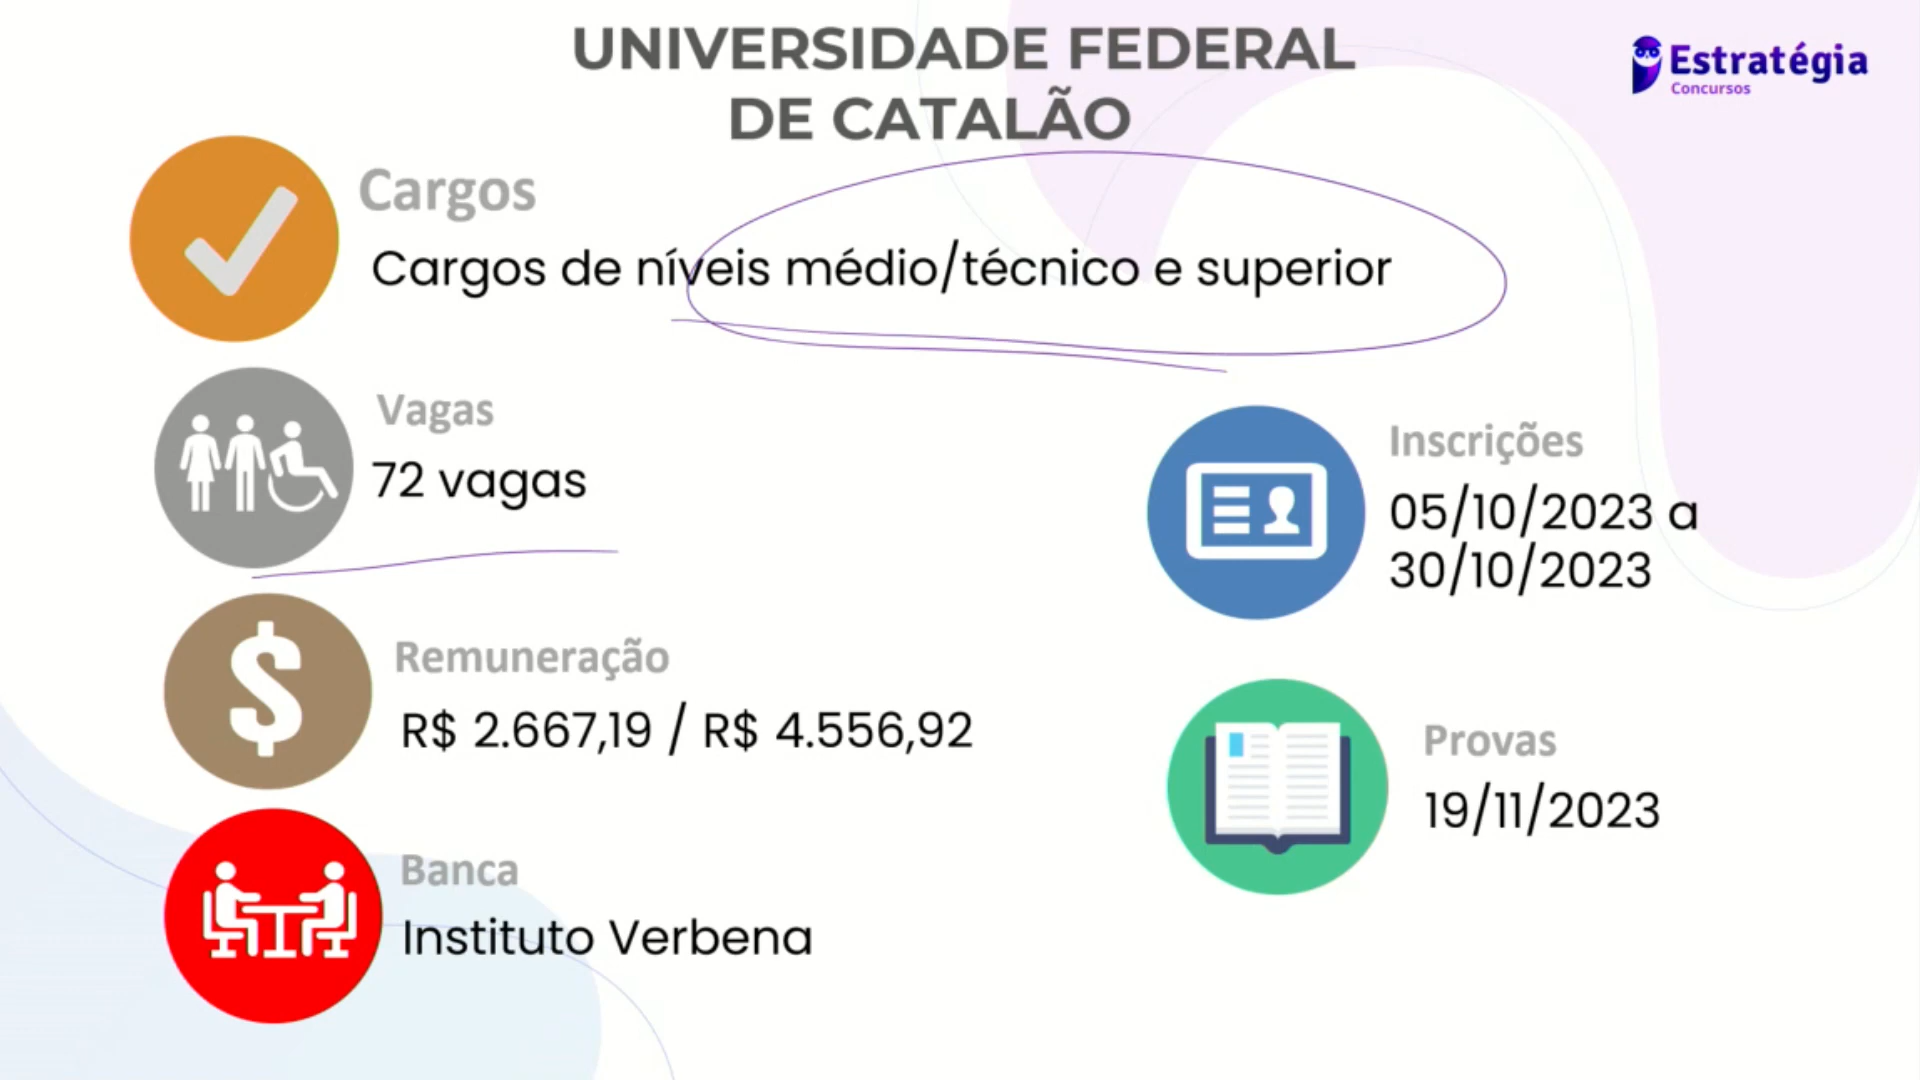 UNIVERSIDADE FEDERAL
DE CATALÃO
Estratégia
Concursos
Cargos
Cargos de níveis médio/técnico e superior
Vagas
72 vagas
Inscrições
05/10/2023 a
30/10/2023
Remuneração
R$ 2.667,19 / R$ 4.556,92
Provas
19/11/2023
Banca
Instituto Verbena